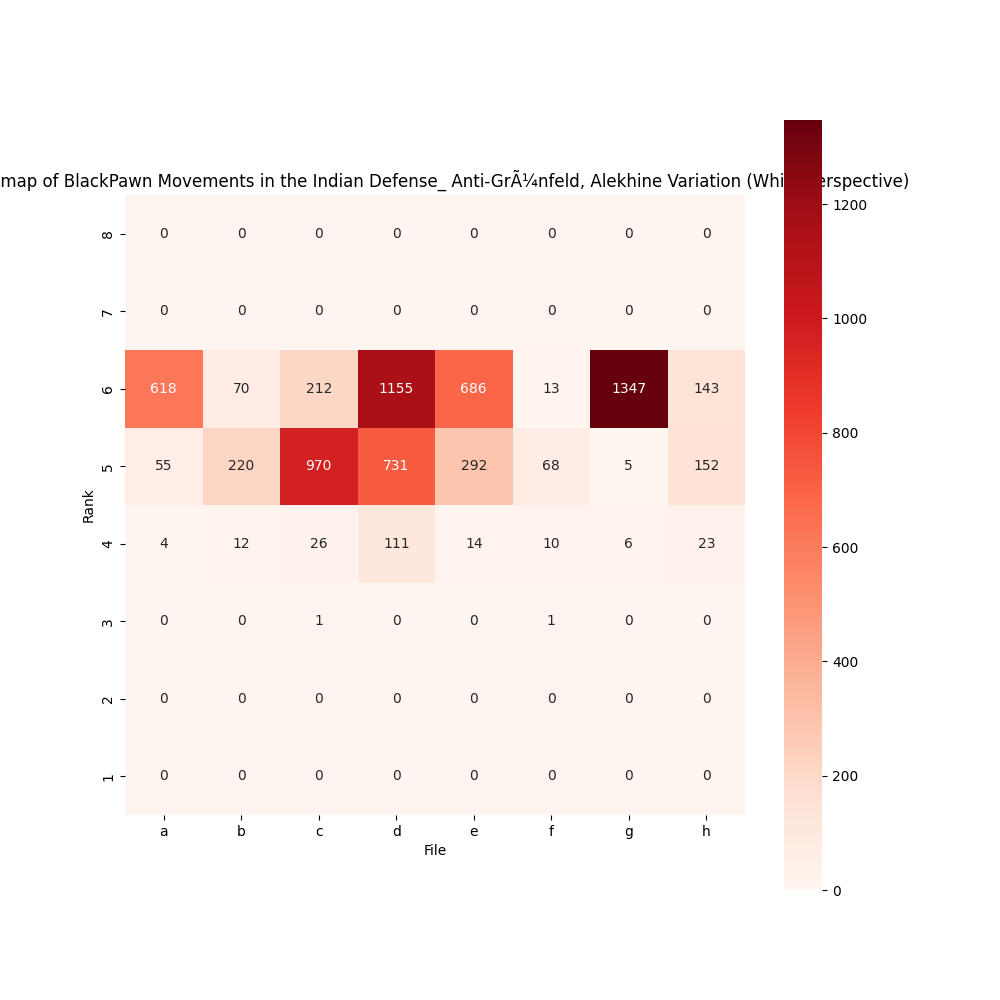 map of BlackPawn Movements in the Indian Defense_ Anti-GrÃ¼nfeld, Alekhine Variation (Whi erspective)
8 0 0 0 0 0 0 0 0
7 0 0 0 0 0 0 0 0
6 618 70 212 1155 686 13 1347 143
5 55 220 970 731 292 68 5 152
4 4 12 26 111 14 10 6 23
3 0 0 1 0 0 1 0 0
2 0 0 0 0 0 0 0 0
1 0 0 0 0 0 0 0 0
a b c d e f g h
File
Rank
1200
1000
800
600
400
200
0